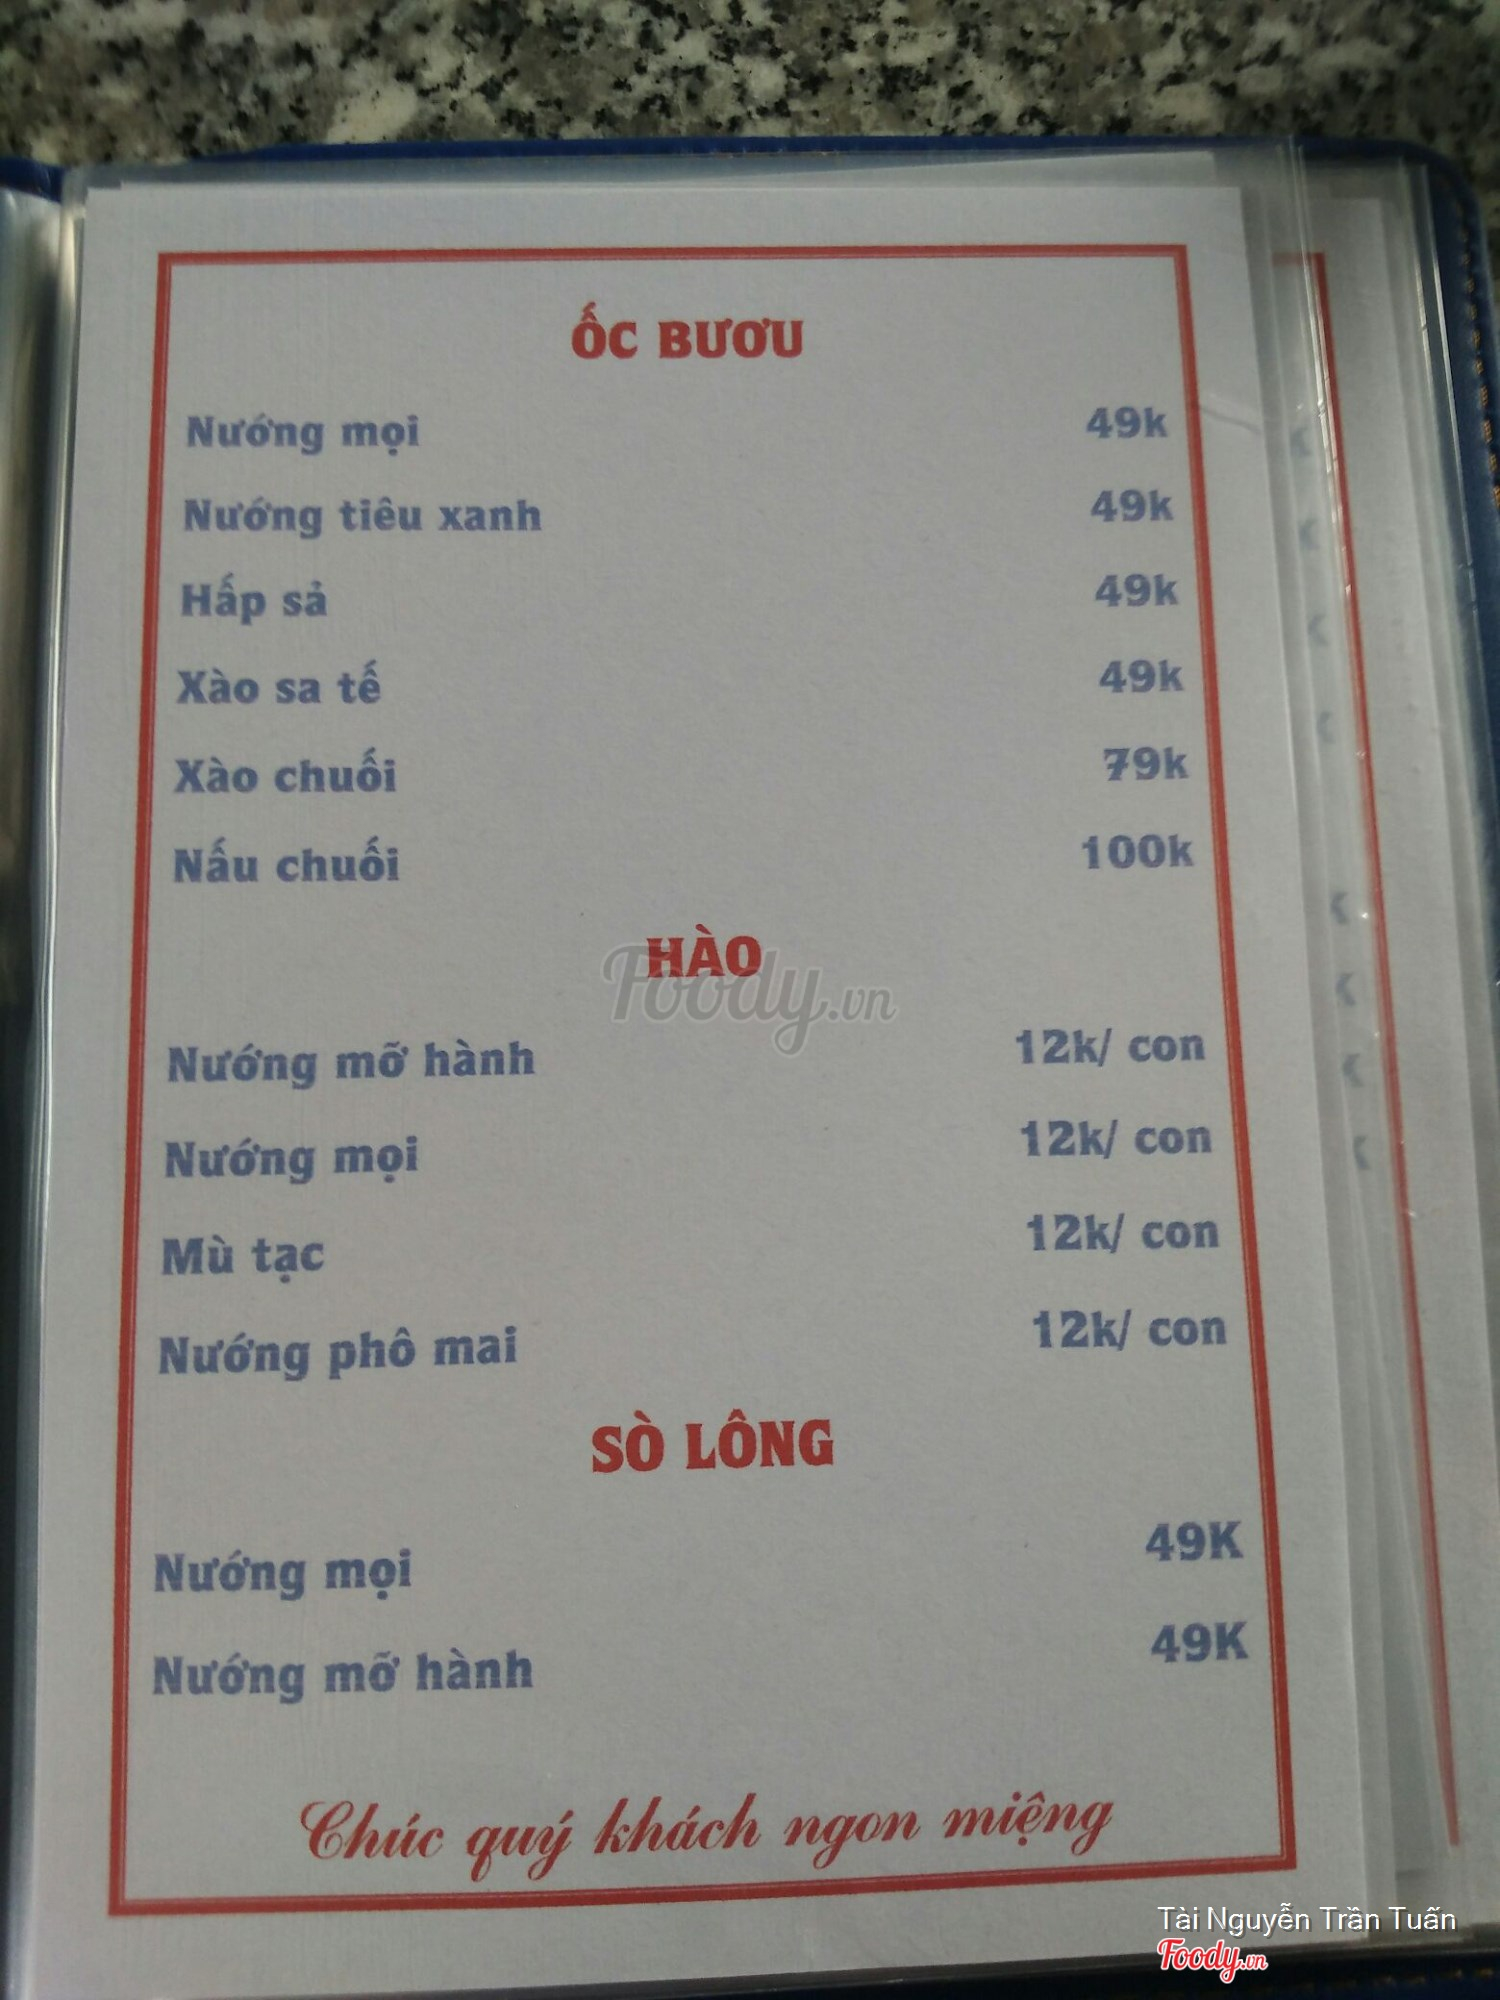 ỐC BƯƠU
Nướng mọi 49k
Nướng tiêu xanh 49k
Hấp sả 49k
Xào sa tế 49k
Xào chuối 79k
Nấu chuối 100k
HÀO
Foody.vn
Nướng mỡ hành 12k/ con
Nướng mọi 12k/ con
Mù tạc 12k/ con
Nướng phô mai 12k/ con
SÒ LÔNG
Nướng mọi 49K
Nướng mỡ hành 49K
Chúc quý khách ngon miệng
Tài Nguyễn Trần Tuấn
Foody.vn